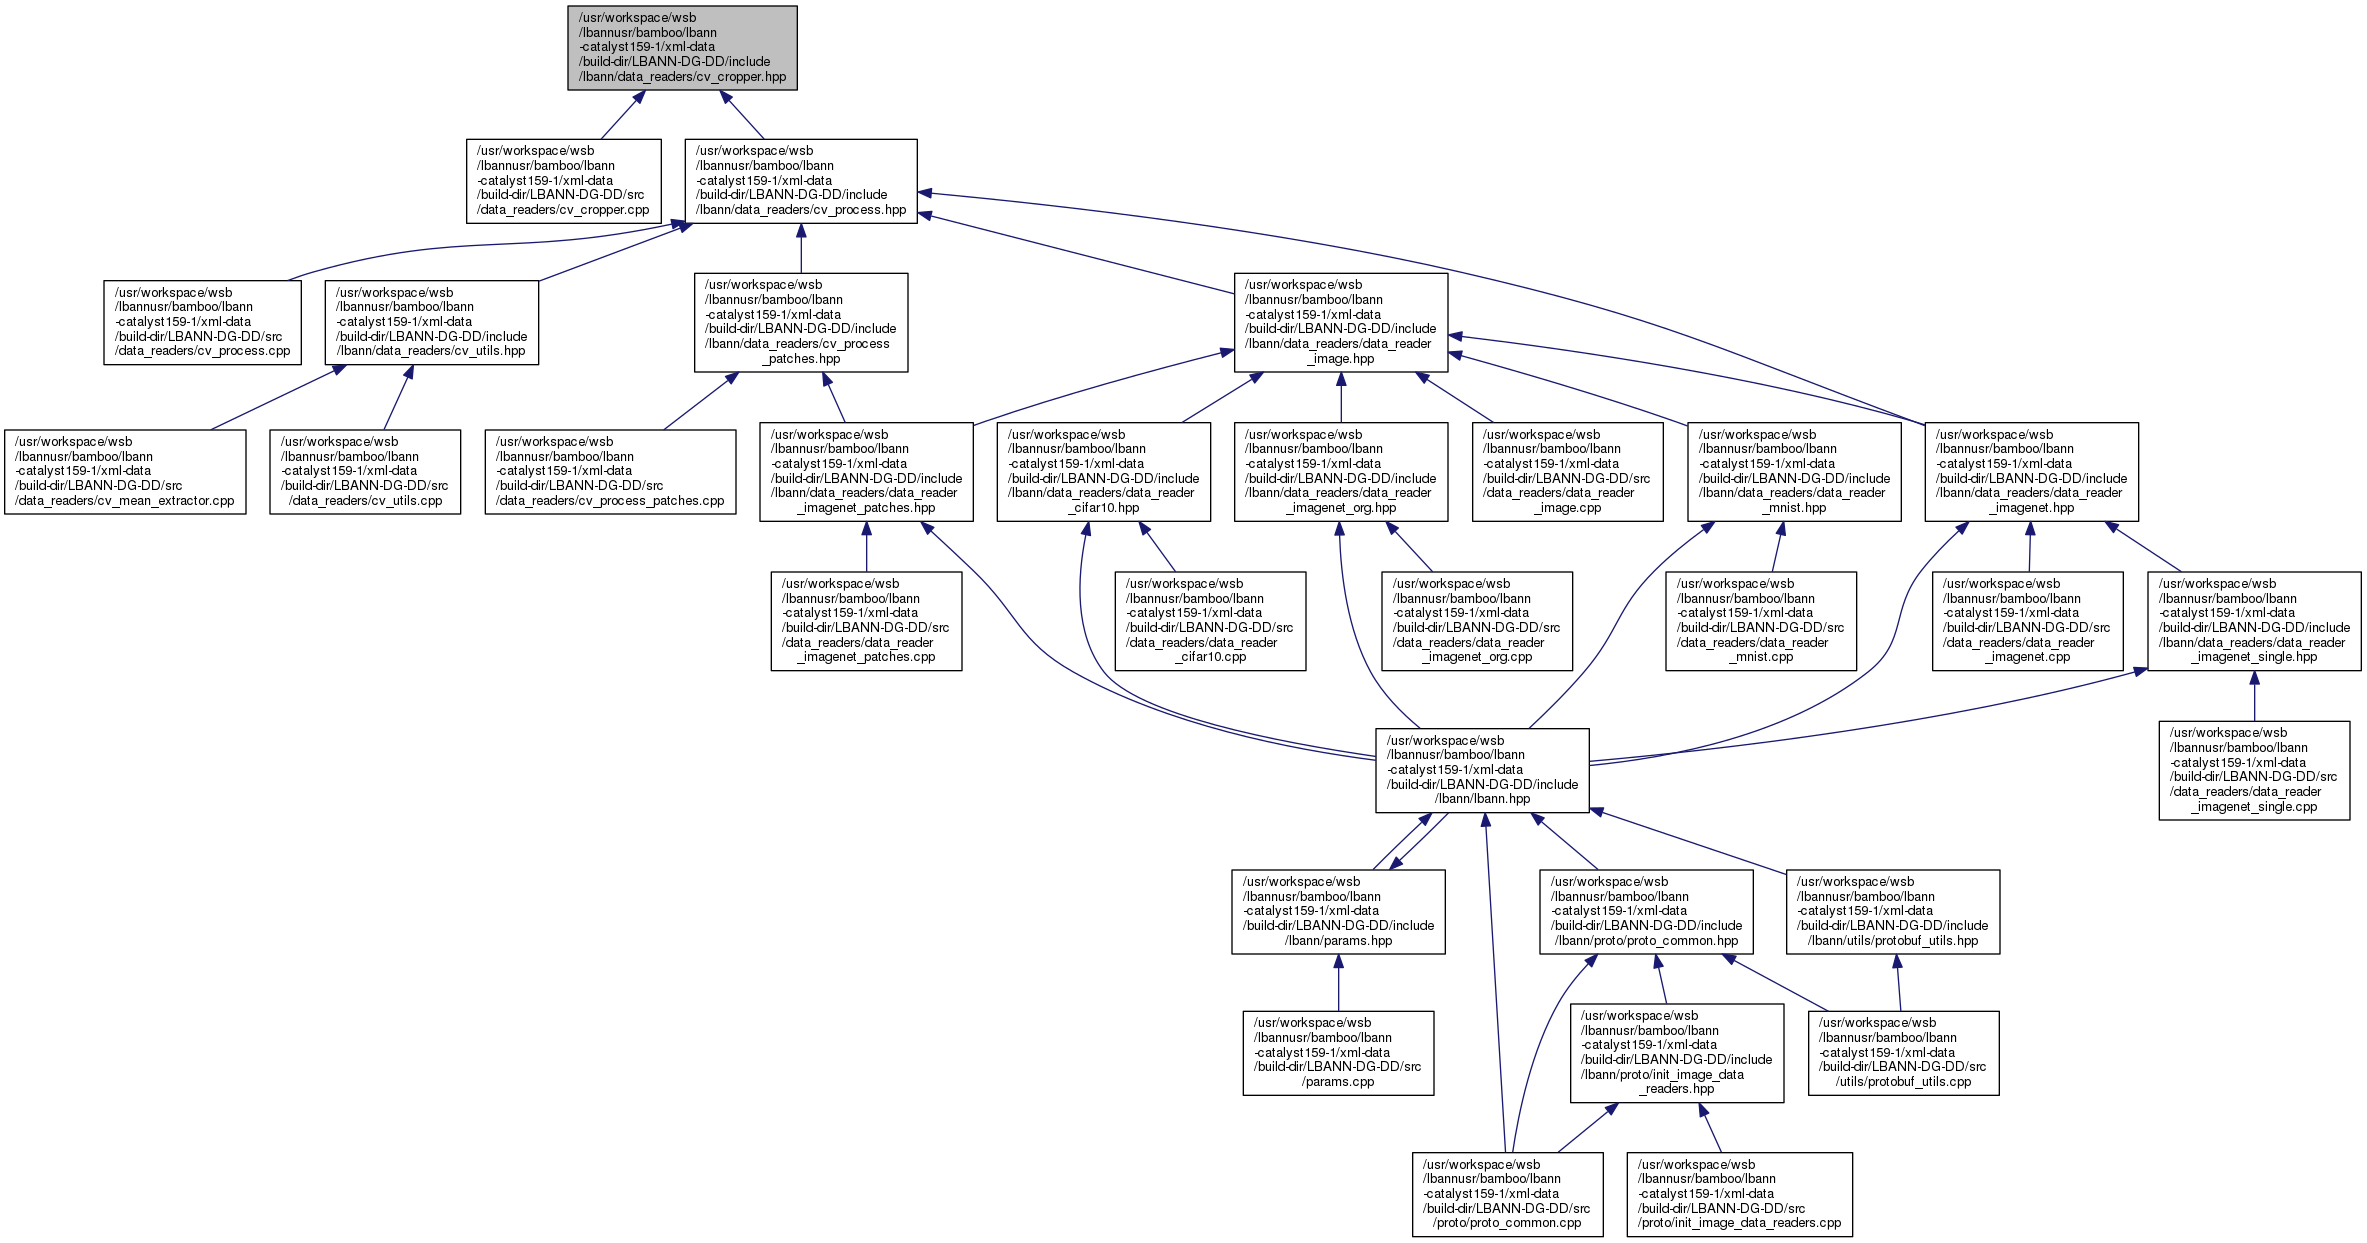 /usr/workspace/wsb
/lbannusr/bamboo/lbann
-catalyst159-1/xml-data
/build-dir/LBANN-DG-DD/include
/lbann/data_readers/cv_cropper.hpp
/usr/workspace/wsb
/lbannusr/bamboo/lbann
-catalyst159-1/xml-data
/build-dir/LBANN-DG-DD/src
/data_readers/cv_cropper.cpp
/usr/workspace/wsb
/lbannusr/bamboo/lbann
-catalyst159-1/xml-data
/build-dir/LBANN-DG-DD/include
/lbann/data_readers/cv_process.hpp
/usr/workspace/wsb
/lbannusr/bamboo/lbann
-catalyst159-1/xml-data
/build-dir/LBANN-DG-DD/src
/data_readers/cv_process.cpp
/usr/workspace/wsb
/lbannusr/bamboo/lbann
-catalyst159-1/xml-data
/build-dir/LBANN-DG-DD/include
/lbann/data_readers/cv_utils.hpp
/usr/workspace/wsb
/lbannusr/bamboo/lbann
-catalyst159-1/xml-data
/build-dir/LBANN-DG-DD/include
/lbann/data_readers/cv_process
_patches.hpp
/usr/workspace/wsb
/lbannusr/bamboo/lbann
-catalyst159-1/xml-data
/build-dir/LBANN-DG-DD/include
/lbann/data_readers/data_reader
_image.hpp
/usr/workspace/wsb
/lbannusr/bamboo/lbann
-catalyst159-1/xml-data
/build-dir/LBANN-DG-DD/src
/data_readers/cv_mean_extractor.cpp
/usr/workspace/wsb
/lbannusr/bamboo/lbann
-catalyst159-1/xml-data
/build-dir/LBANN-DG-DD/src
/data_readers/cv_utils.cpp
/usr/workspace/wsb
/lbannusr/bamboo/lbann
-catalyst159-1/xml-data
/build-dir/LBANN-DG-DD/src
/data_readers/cv_process_patches.cpp
/usr/workspace/wsb
/lbannusr/bamboo/lbann
-catalyst159-1/xml-data
/build-dir/LBANN-DG-DD/include
/lbann/data_readers/data_reader
_imagenet_patches.hpp
/usr/workspace/wsb
/lbannusr/bamboo/lbann
-catalyst159-1/xml-data
/build-dir/LBANN-DG-DD/include
/lbann/data_readers/data_reader
_cifar10.hpp
/usr/workspace/wsb
/lbannusr/bamboo/lbann
-catalyst159-1/xml-data
/build-dir/LBANN-DG-DD/include
/lbann/data_readers/data_reader
_imagenet_org.hpp
/usr/workspace/wsb
/lbannusr/bamboo/lbann
-catalyst159-1/xml-data
/build-dir/LBANN-DG-DD/src
/data_readers/data_reader
_image.cpp
/usr/workspace/wsb
/lbannusr/bamboo/lbann
-catalyst159-1/xml-data
/build-dir/LBANN-DG-DD/include
/lbann/data_readers/data_reader
_mnist.hpp
/usr/workspace/wsb
/lbannusr/bamboo/lbann
-catalyst159-1/xml-data
/build-dir/LBANN-DG-DD/include
/lbann/data_readers/data_reader
_imagenet.hpp
/usr/workspace/wsb
/lbannusr/bamboo/lbann
-catalyst159-1/xml-data
/build-dir/LBANN-DG-DD/src
/data_readers/data_reader
_imagenet_patches.cpp
/usr/workspace/wsb
/lbannusr/bamboo/lbann
-catalyst159-1/xml-data
/build-dir/LBANN-DG-DD/src
/data_readers/data_reader
_cifar10.cpp
/usr/workspace/wsb
/lbannusr/bamboo/lbann
-catalyst159-1/xml-data
/build-dir/LBANN-DG-DD/src
/data_readers/data_reader
_imagenet_org.cpp
/usr/workspace/wsb
/lbannusr/bamboo/lbann
-catalyst159-1/xml-data
/build-dir/LBANN-DG-DD/src
/data_readers/data_reader
_mnist.cpp
/usr/workspace/wsb
/lbannusr/bamboo/lbann
-catalyst159-1/xml-data
/build-dir/LBANN-DG-DD/src
/data_readers/data_reader
_imagenet.cpp
/usr/workspace/wsb
/lbannusr/bamboo/lbann
-catalyst159-1/xml-data
/build-dir/LBANN-DG-DD/include
/lbann/data_readers/data_reader
_imagenet_single.hpp
/usr/workspace/wsb
/lbannusr/bamboo/lbann
-catalyst159-1/xml-data
/build-dir/LBANN-DG-DD/include
/lbann/lbann.hpp
/usr/workspace/wsb
/lbannusr/bamboo/lbann
-catalyst159-1/xml-data
/build-dir/LBANN-DG-DD/src
/data_readers/data_reader
_imagenet_single.cpp
/usr/workspace/wsb
/lbannusr/bamboo/lbann
-catalyst159-1/xml-data
/build-dir/LBANN-DG-DD/include
/lbann/params.hpp
/usr/workspace/wsb
/lbannusr/bamboo/lbann
-catalyst159-1/xml-data
/build-dir/LBANN-DG-DD/include
/lbann/proto/proto_common.hpp
/usr/workspace/wsb
/lbannusr/bamboo/lbann
-catalyst159-1/xml-data
/build-dir/LBANN-DG-DD/include
/lbann/utils/protobuf_utils.hpp
/usr/workspace/wsb
/lbannusr/bamboo/lbann
-catalyst159-1/xml-data
/build-dir/LBANN-DG-DD/src
/params.cpp
/usr/workspace/wsb
/lbannusr/bamboo/lbann
-catalyst159-1/xml-data
/build-dir/LBANN-DG-DD/include
/lbann/proto/init_image_data
_readers.hpp
/usr/workspace/wsb
/lbannusr/bamboo/lbann
-catalyst159-1/xml-data
/build-dir/LBANN-DG-DD/src
/utils/protobuf_utils.cpp
/usr/workspace/wsb
/lbannusr/bamboo/lbann
-catalyst159-1/xml-data
/build-dir/LBANN-DG-DD/src
/proto/proto_common.cpp
/usr/workspace/wsb
/lbannusr/bamboo/lbann
-catalyst159-1/xml-data
/build-dir/LBANN-DG-DD/src
/proto/init_image_data_readers.cpp